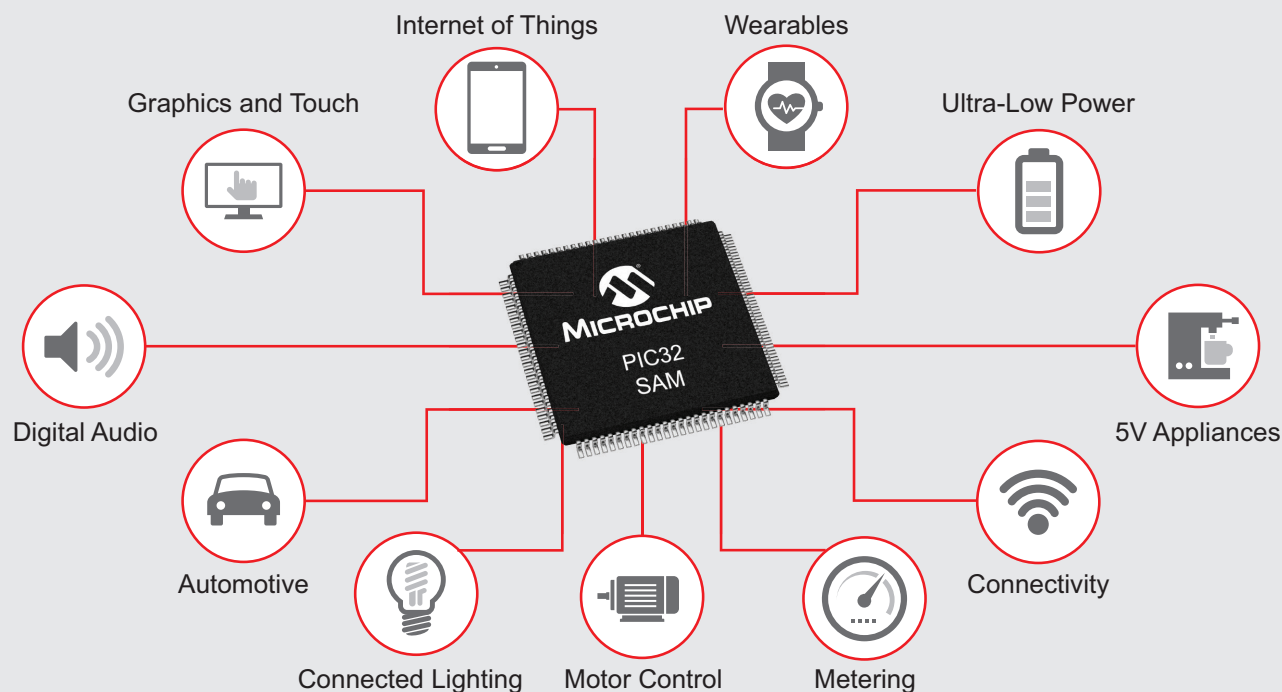 Internet of Things
Wearables
Graphics and Touch
Ultra-Low Power
MICROCHIP
PIC32
SAM
Digital Audio
5V Appliances
Automotive
Connectivity
Connected Lighting
Motor Control
Metering